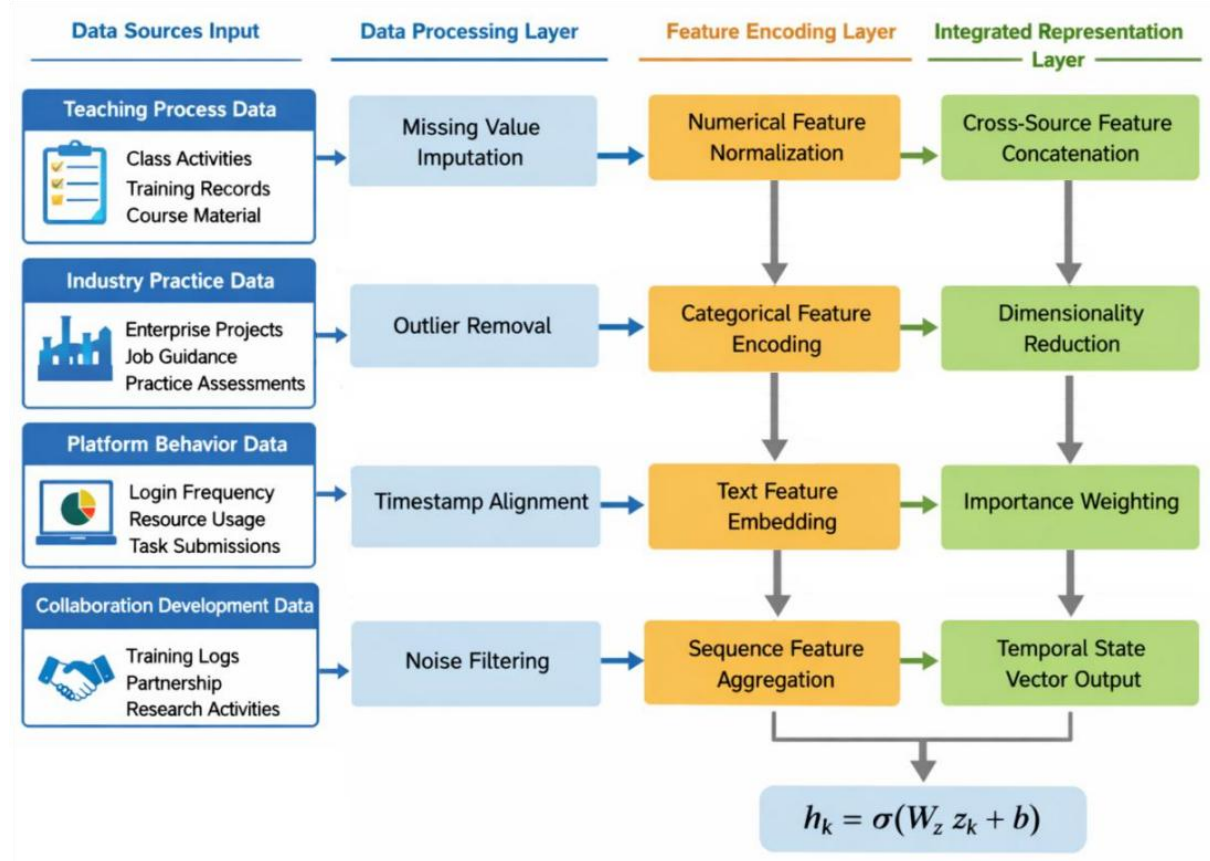 Data Sources Input
Data Processing Layer
Feature Encoding Layer
Integrated Representation
Layer
Teaching Process Data
Class Activities
Training Records
Course Material
Missing Value
Imputation
Numerical Feature
Normalization
Cross-Source Feature
Concatenation
Industry Practice Data
Enterprise Projects
Job Guidance
Practice Assessments
Outlier Removal
Categorical Feature
Encoding
Dimensionality
Reduction
Platform Behavior Data
Login Frequency
Resource Usage
Task Submissions
Timestamp Alignment
Text Feature
Embedding
Importance Weighting
Collaboration Development Data
Training Logs
Partnership
Research Activities
Noise Filtering
Sequence Feature
Aggregation
Temporal State
Vector Output
h_k = σ(W_z z_k + b)